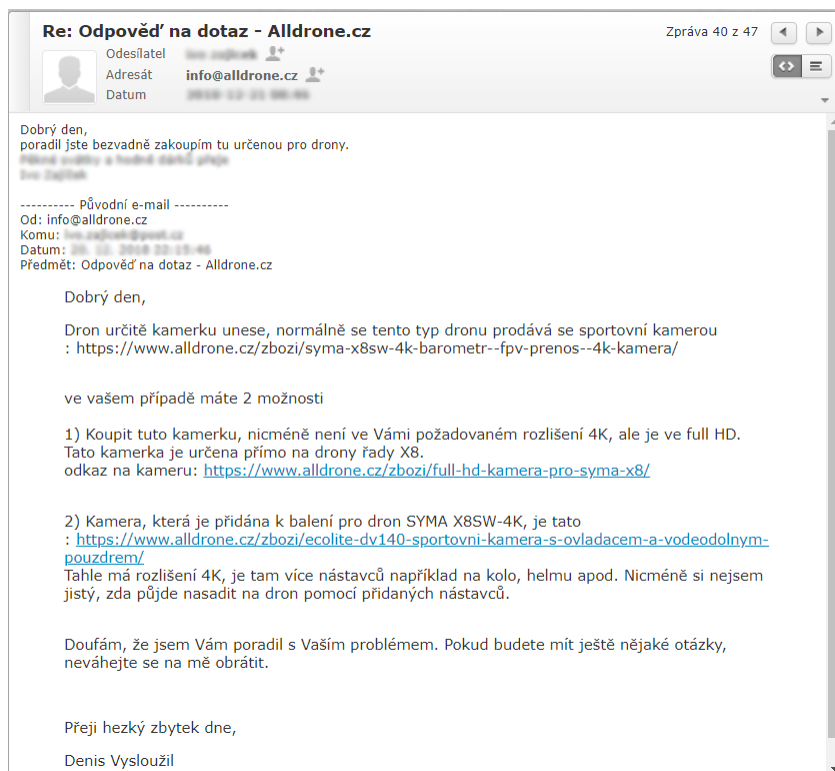 Re: Odpověď na dotaz - Alldrone.cz
Zpráva 40 z 47
Odesílatel
Adresát info@alldrone.cz
Datum
Dobrý den,
poradil jste bezvadně zakoupím tu určenou pro drony.
---------- Původní e-mail ----------
Od: info@alldrone.cz
Komu:
Datum:
Předmět: Odpověď na dotaz - Alldrone.cz
Dobrý den,
Dron určitě kamerku unese, normálně se tento typ dronu prodává se sportovní kamerou
: https://www.alldrone.cz/zbozi/syma-x8sw-4k-barometr--fpv-prenos--4k-kamera/
ve vašem případě máte 2 možnosti
1) Koupit tuto kamerku, nicméně není ve Vámi požadovaném rozlišení 4K, ale je ve full HD.
Tato kamerka je určena přímo na drony řady X8.
odkaz na kameru: https://www.alldrone.cz/zbozi/full-hd-kamera-pro-syma-x8/
2) Kamera, která je přidána k balení pro dron SYMA X8SW-4K, je tato
: https://www.alldrone.cz/zbozi/ecolite-dv140-sportovni-kamera-s-ovladacem-a-vodeodolnym-
pouzdrem/
Tahle má rozlišení 4K, je tam více nástavců například na kolo, helmu apod. Nicméně si nejsem
jistý, zda půjde nasadit na dron pomocí přidaných nástavců.
Doufám, že jsem Vám poradil s Vaším problémem. Pokud budete mít ještě nějaké otázky,
neváhejte se na mě obrátit.
Přeji hezký zbytek dne,
Denis Vysloužil